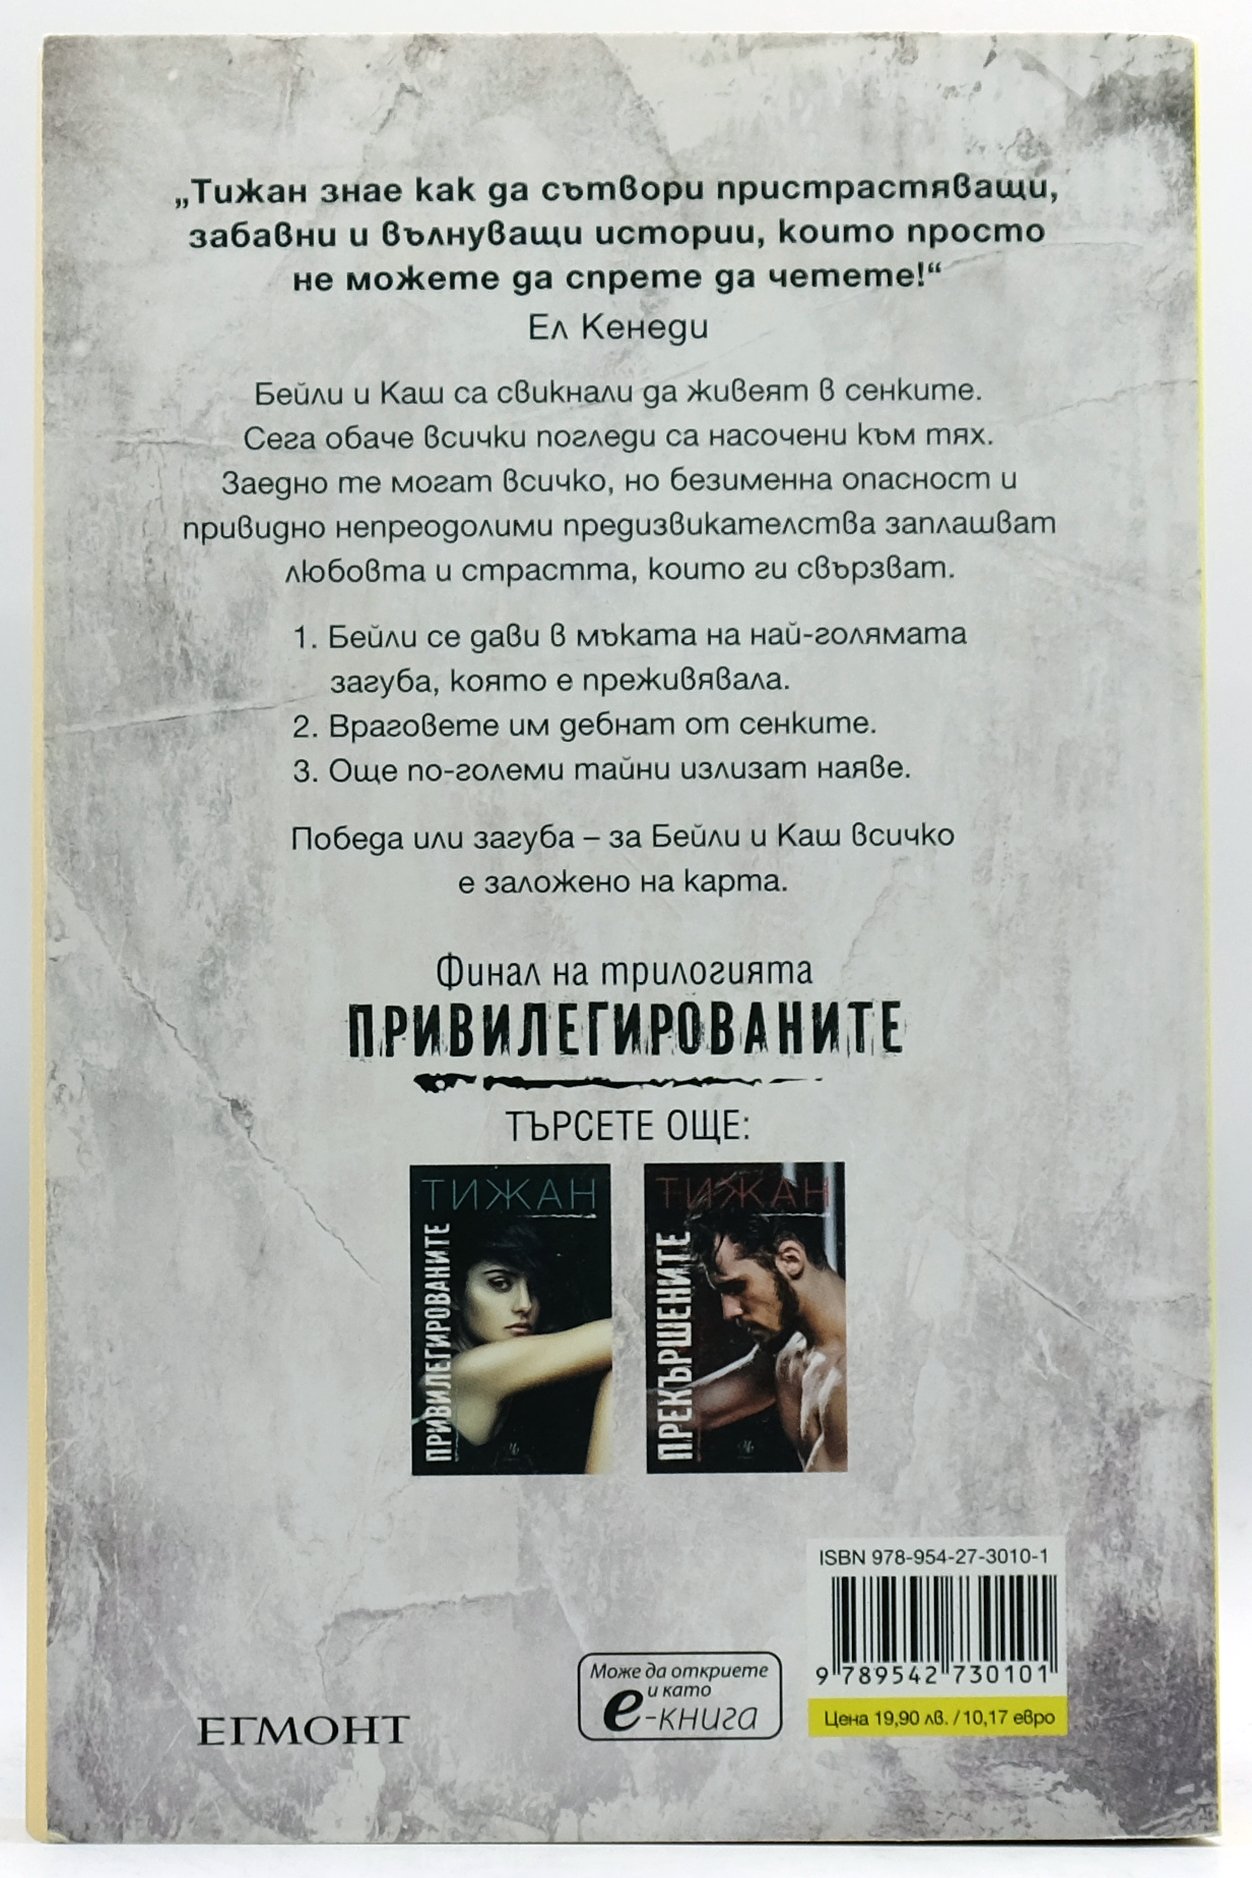 „Тижан знае как да сътвори пристрастяващи,
забавни и вълнуващи истории, които просто
не можете да спрете да четете!“
Ел Кенеди
Бейли и Каш са свикнали да живеят в сенките.
Сега обаче всички погледи са насочени към тях.
Заедно те могат всичко, но безименна опасност и
привидно непреодолими предизвикателства заплашват
любовта и страстта, които ги свързват.
1. Бейли се дави в мъката на най-голямата
загуба, която е преживявала.
2. Враговете им дебнат от сенките.
3. Още по-големи тайни излизат наяве.
Победа или загуба – за Бейли и Каш всичко
е заложено на карта.
Финал на трилогията
ПРИВИЛЕГИРОВАНИТЕ
ТЪРСЕТЕ ОЩЕ:
ТИЖАН
ПРИВИЛЕГИРОВАНИТЕ
ТИЖАН
ПРЕКЪРШЕНИТЕ
ISBN 978-954-27-3010-1
9 789542 730101
Цена 19,90 лв. / 10,17 евро
Може да откриете
и като
е-книга
ЕГМОНТ